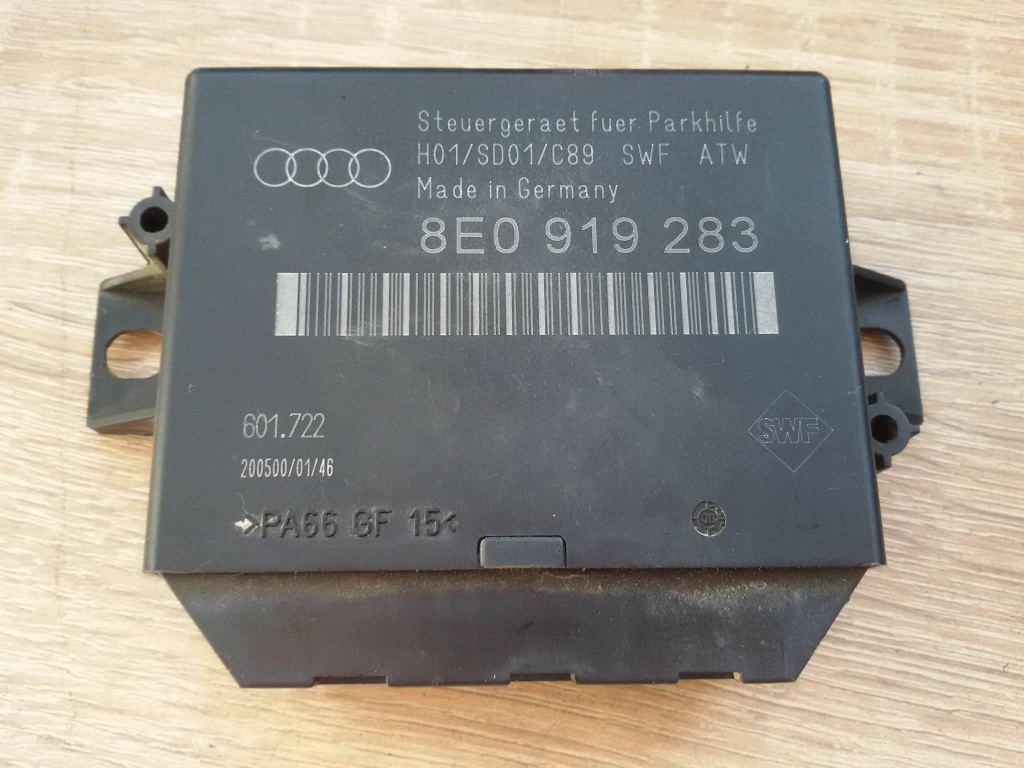 Steuergeraet fuer Parkhilfe
H01/SD01/C89 SWF ATW
Made in Germany
8E0 919 283
601.722
200500/01/46
SWF
>PA66 GF 15<